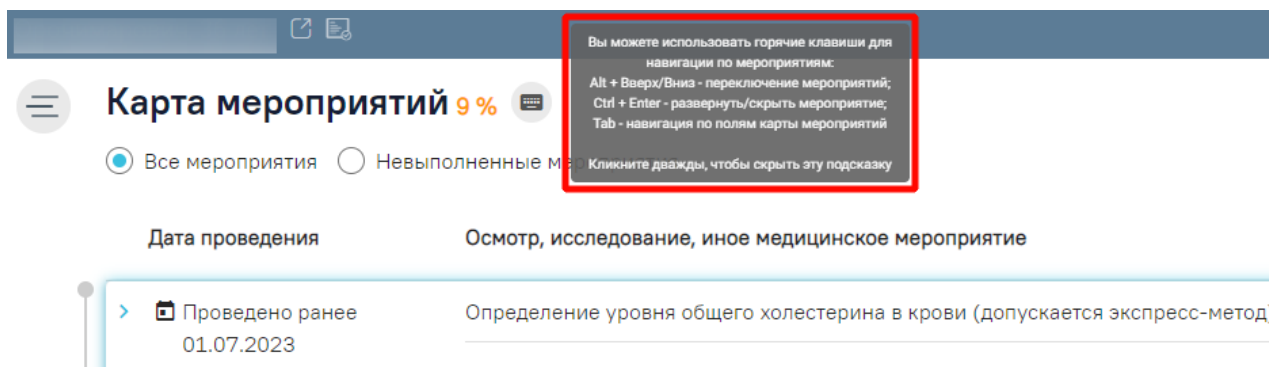 Вы можете использовать горячие клавиши для
навигации по мероприятиям:
Alt + Вверх/Вниз - переключение мероприятий;
Ctrl + Enter - развернуть/скрыть мероприятие;
Tab - навигация по полям карты мероприятий
Кликните дважды, чтобы скрыть эту подсказку
Карта мероприятий 9 %
Все мероприятия Невыполненные
Дата проведения Осмотр, исследование, иное медицинское мероприятие
Проведено ранее Определение уровня общего холестерина в крови (допускается экспресс-метод)
01.07.2023